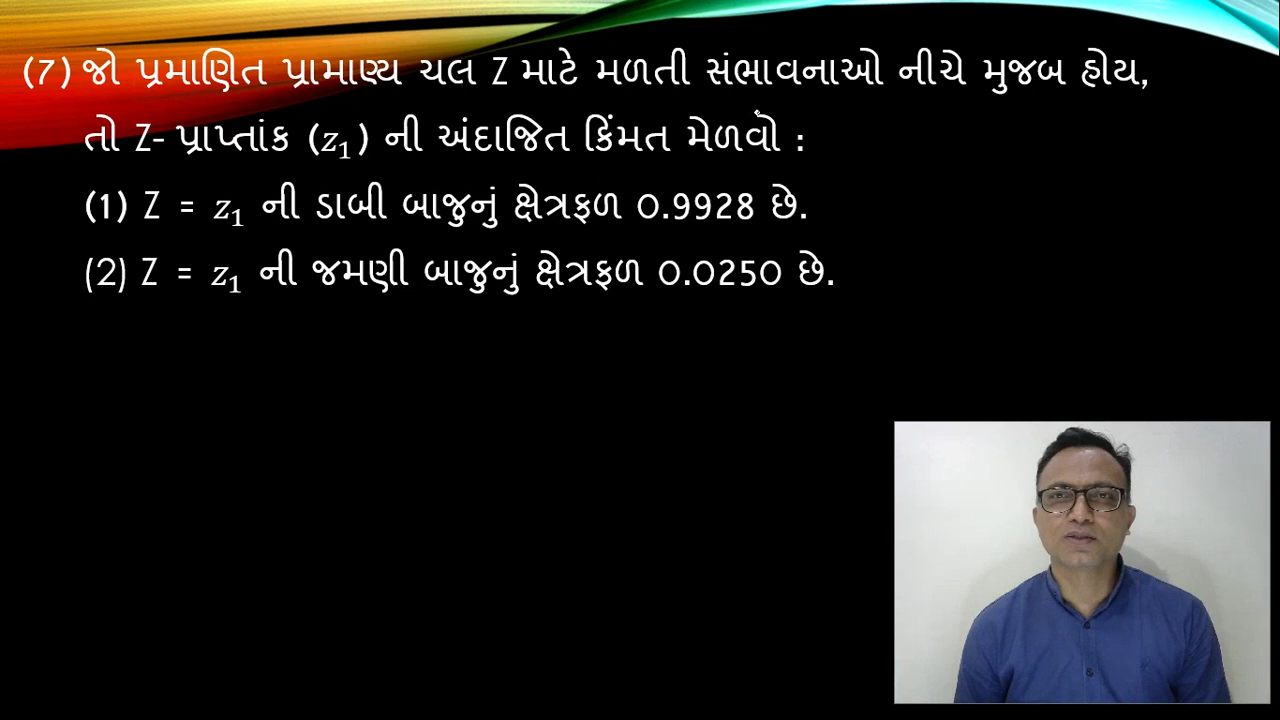 (7) જો પ્રમાણિત પ્રામાણ્ય ચલ Z માટે મળતી સંભાવનાઓ નીચે મુજબ હોય,
તો Z- પ્રાપ્તાંક (z₁) ની અંદાજિત કિંમત મેળવો :
(1) Z = z₁ ની ડાબી બાજુનું ક્ષેત્રફળ 0.9928 છે.
(2) Z = z₁ ની જમણી બાજુનું ક્ષેત્રફળ 0.0250 છે.